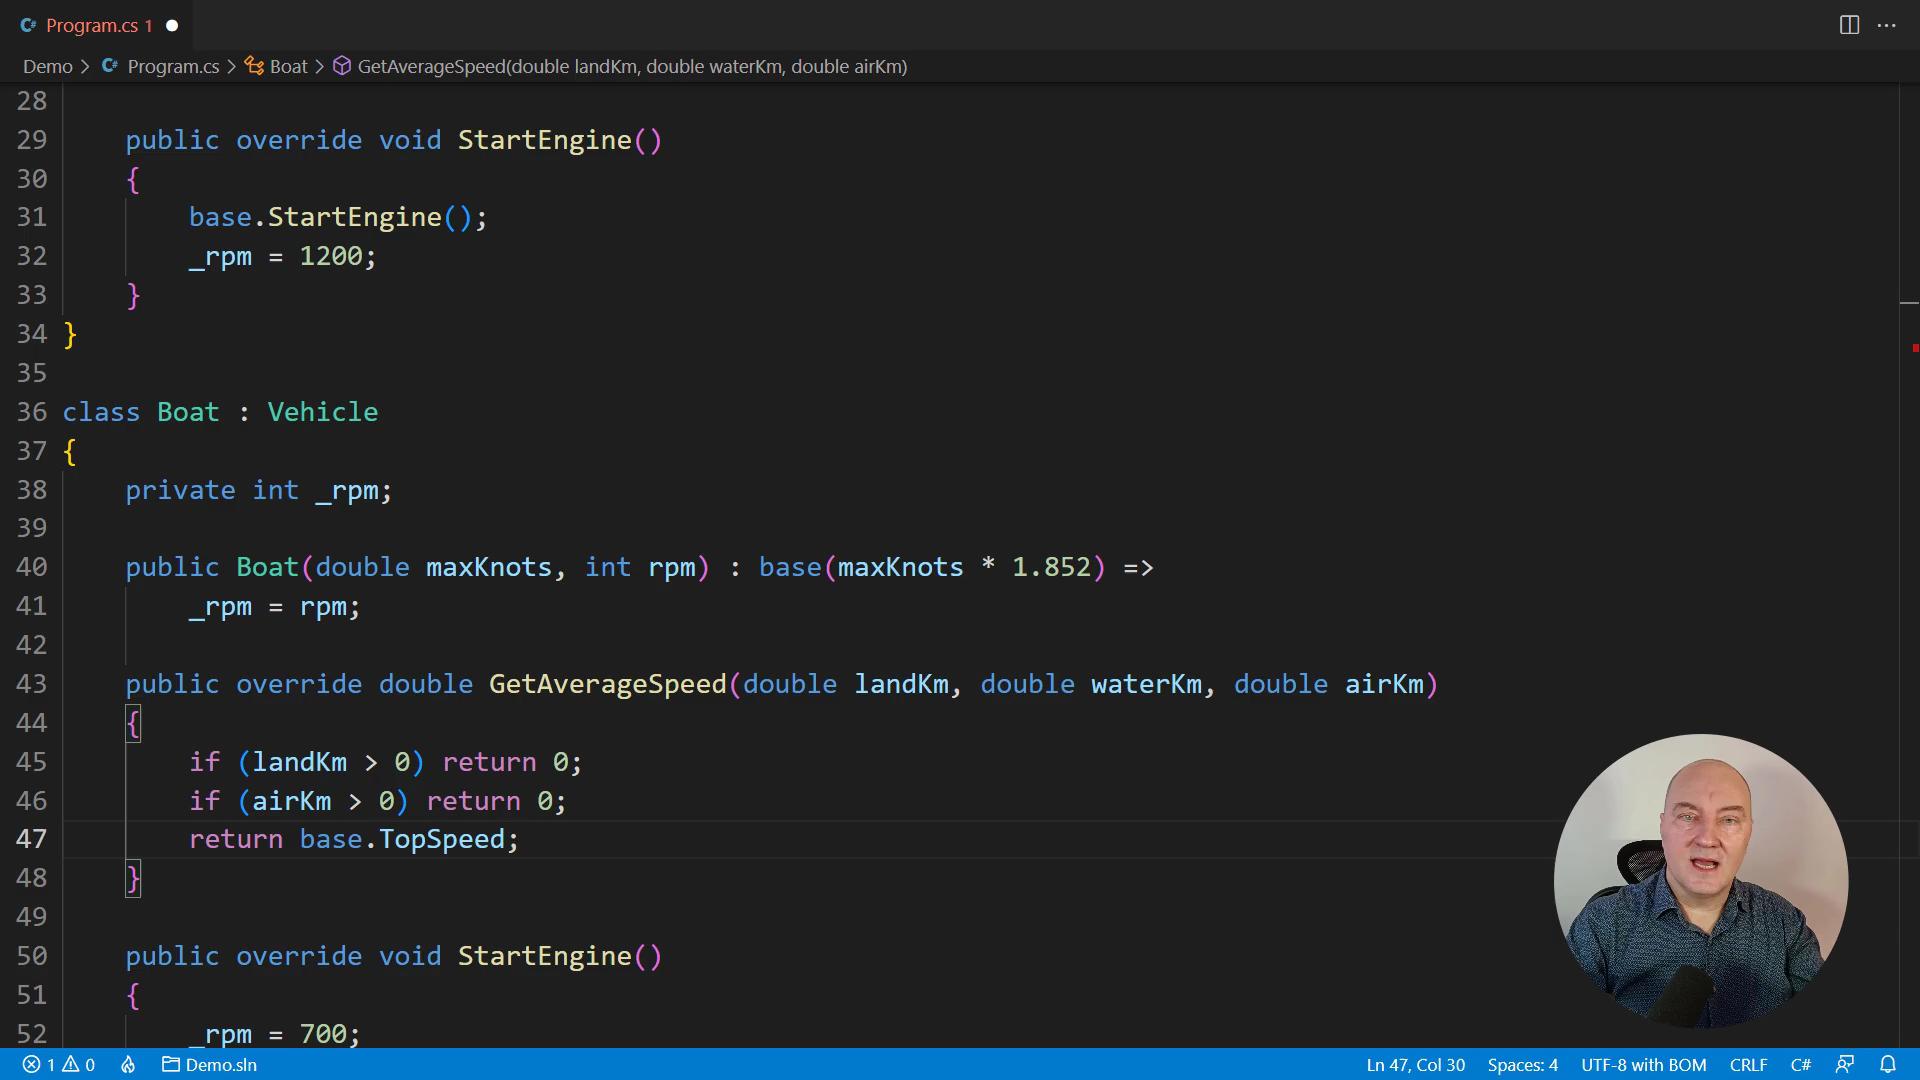 C# Program.cs 1
Demo > C# Program.cs > Boat > GetAverageSpeed(double landKm, double waterKm, double airKm)
28
29 public override void StartEngine()
30 {
31 base.StartEngine();
32 _rpm = 1200;
33 }
34 }
35
36 class Boat : Vehicle
37 {
38 private int _rpm;
39
40 public Boat(double maxKnots, int rpm) : base(maxKnots * 1.852) =>
41 _rpm = rpm;
42
43 public override double GetAverageSpeed(double landKm, double waterKm, double airKm)
44 {
45 if (landKm > 0) return 0;
46 if (airKm > 0) return 0;
47 return base.TopSpeed;
48 }
49
50 public override void StartEngine()
51 {
52 _rpm = 700;
1 0 Demo.sln Ln 47, Col 30 Spaces: 4 UTF-8 with BOM CRLF C#